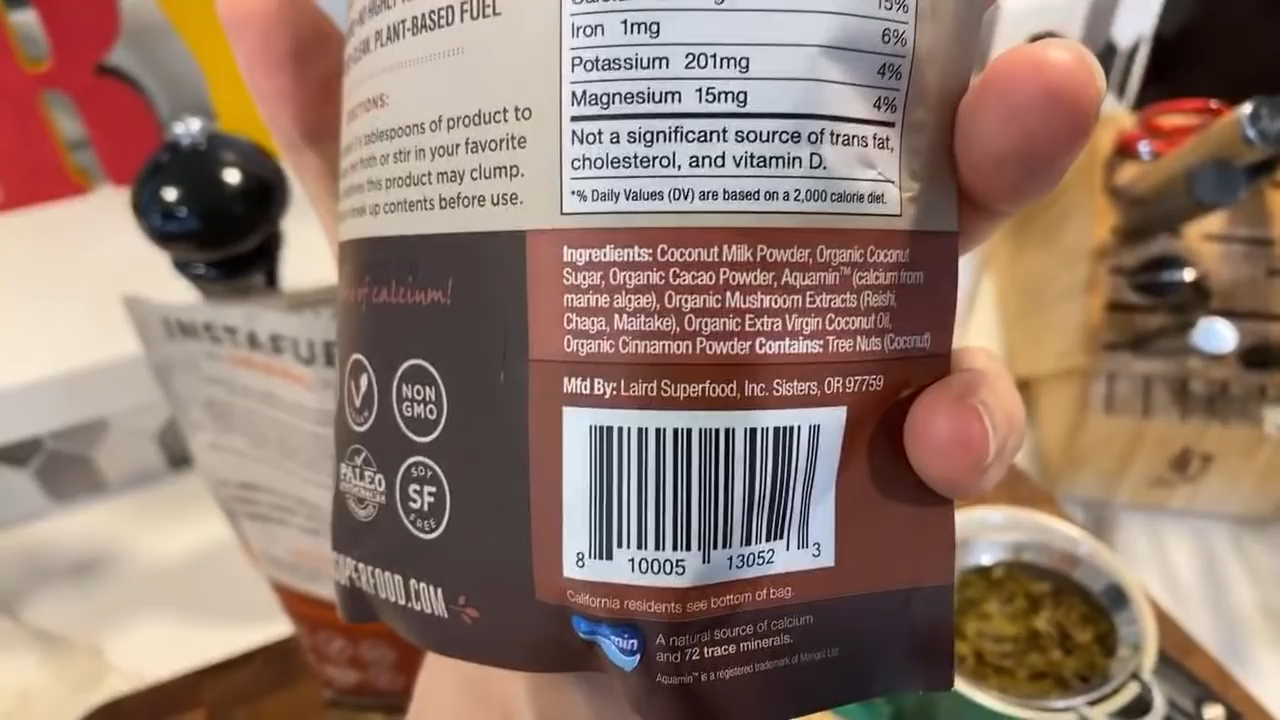 PLANT-BASED FUEL
tablespoons of product to
or stir in your favorite
this product may clump.
up contents before use.
15%
Iron 1mg 6%
Potassium 201mg 4%
Magnesium 15mg 4%
Not a significant source of trans fat,
cholesterol, and vitamin D.
*% Daily Values (DV) are based on a 2,000 calorie diet.
of calcium!
NON
GMO
PALEO
SOY
SF
FREE
Ingredients: Coconut Milk Powder, Organic Coconut
Sugar, Organic Cacao Powder, Aquamin™ (calcium from
marine algae), Organic Mushroom Extracts (Reishi,
Chaga, Maitake), Organic Extra Virgin Coconut Oil,
Organic Cinnamon Powder Contains: Tree Nuts (Coconut)
Mfd By: Laird Superfood, Inc. Sisters, OR 97759
8 10005 13052 3
California residents see bottom of bag.
A natural source of calcium
and 72 trace minerals.
Aquamin™ is a registered trademark of Marigot Ltd